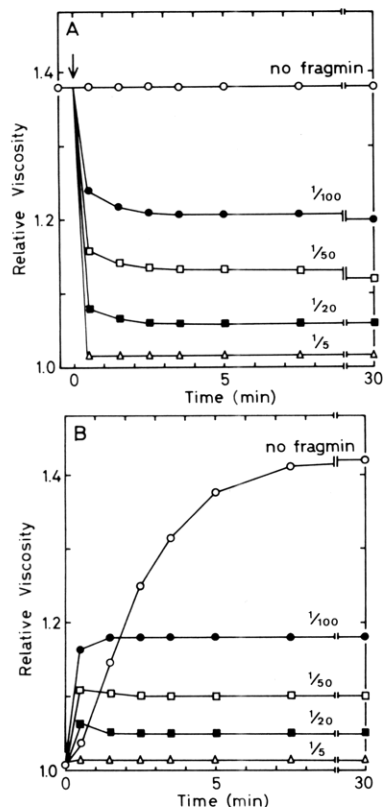 A
no fragmin
1.4
1/100
1.2
1/50
1/20
1/5
1.0
0 5 30
Time (min)
Relative Viscosity
B
no fragmin
1.4
1/100
1.2
1/50
1/20
1/5
1.0
0 5 30
Time (min)
Relative Viscosity